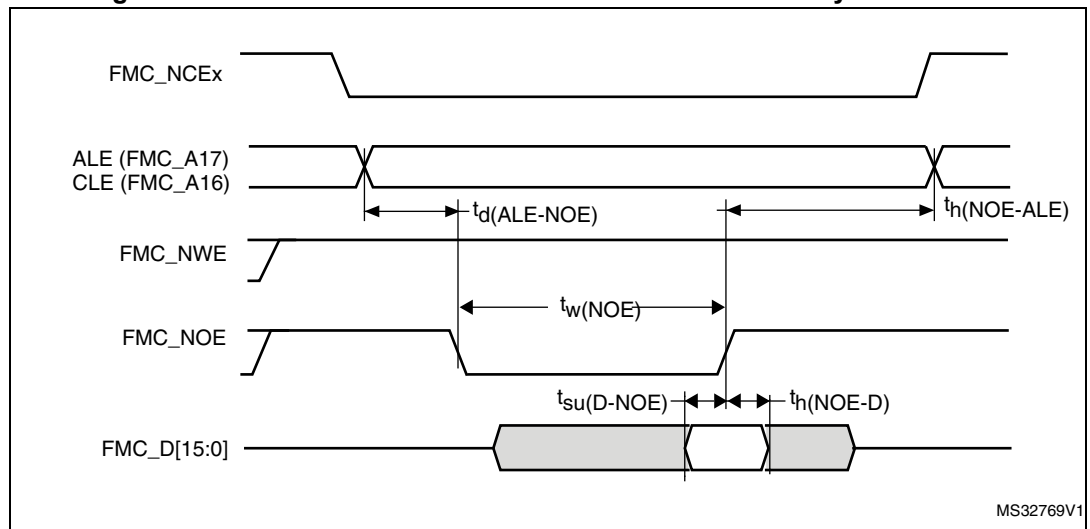 FMC_NCEx
ALE (FMC_A17)
CLE (FMC_A16)
td(ALE-NOE)
th(NOE-ALE)
FMC_NWE
tw(NOE)
FMC_NOE
tsu(D-NOE)
th(NOE-D)
FMC_D[15:0]
MS32769V1